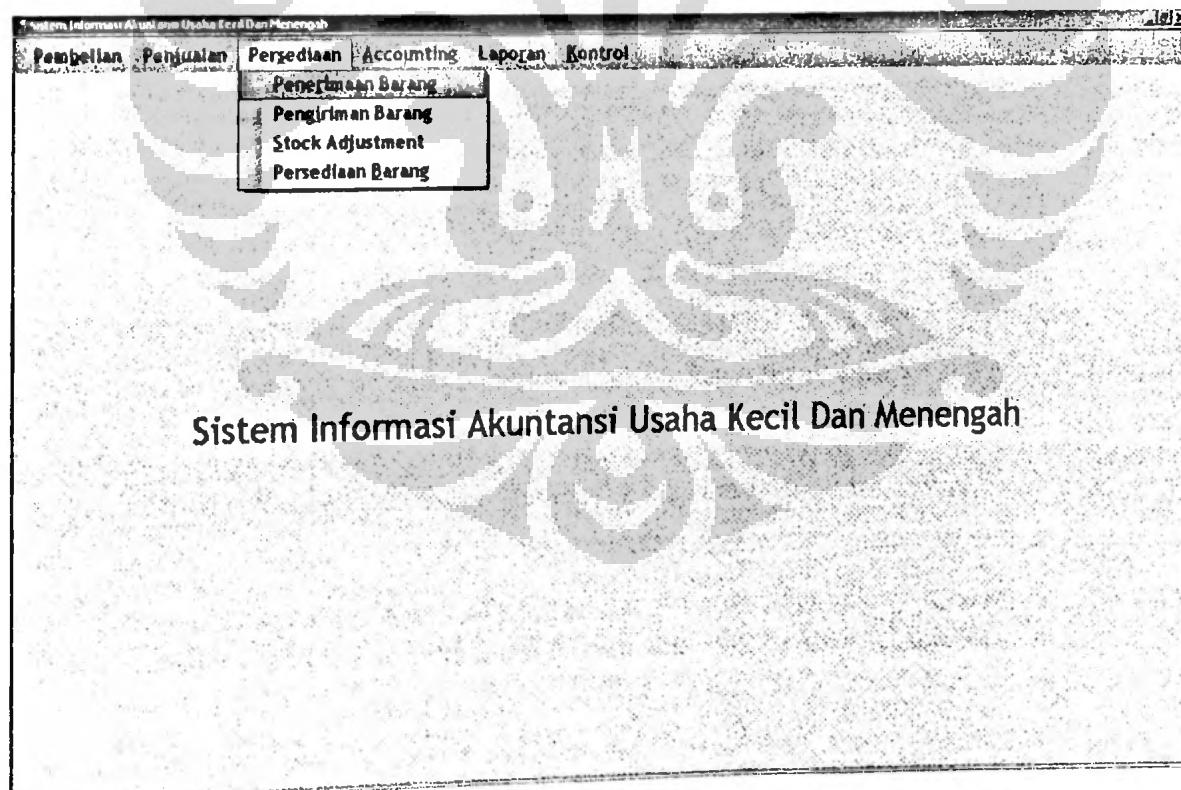 Sistem Informasi Akuntansi Usaha Kecil Dan Menengah
Pembelian Penjualan Persediaan Accounting Laporan Kontrol
Penerimaan Barang
Pengiriman Barang
Stock Adjustment
Persediaan Barang
Sistem Informasi Akuntansi Usaha Kecil Dan Menengah